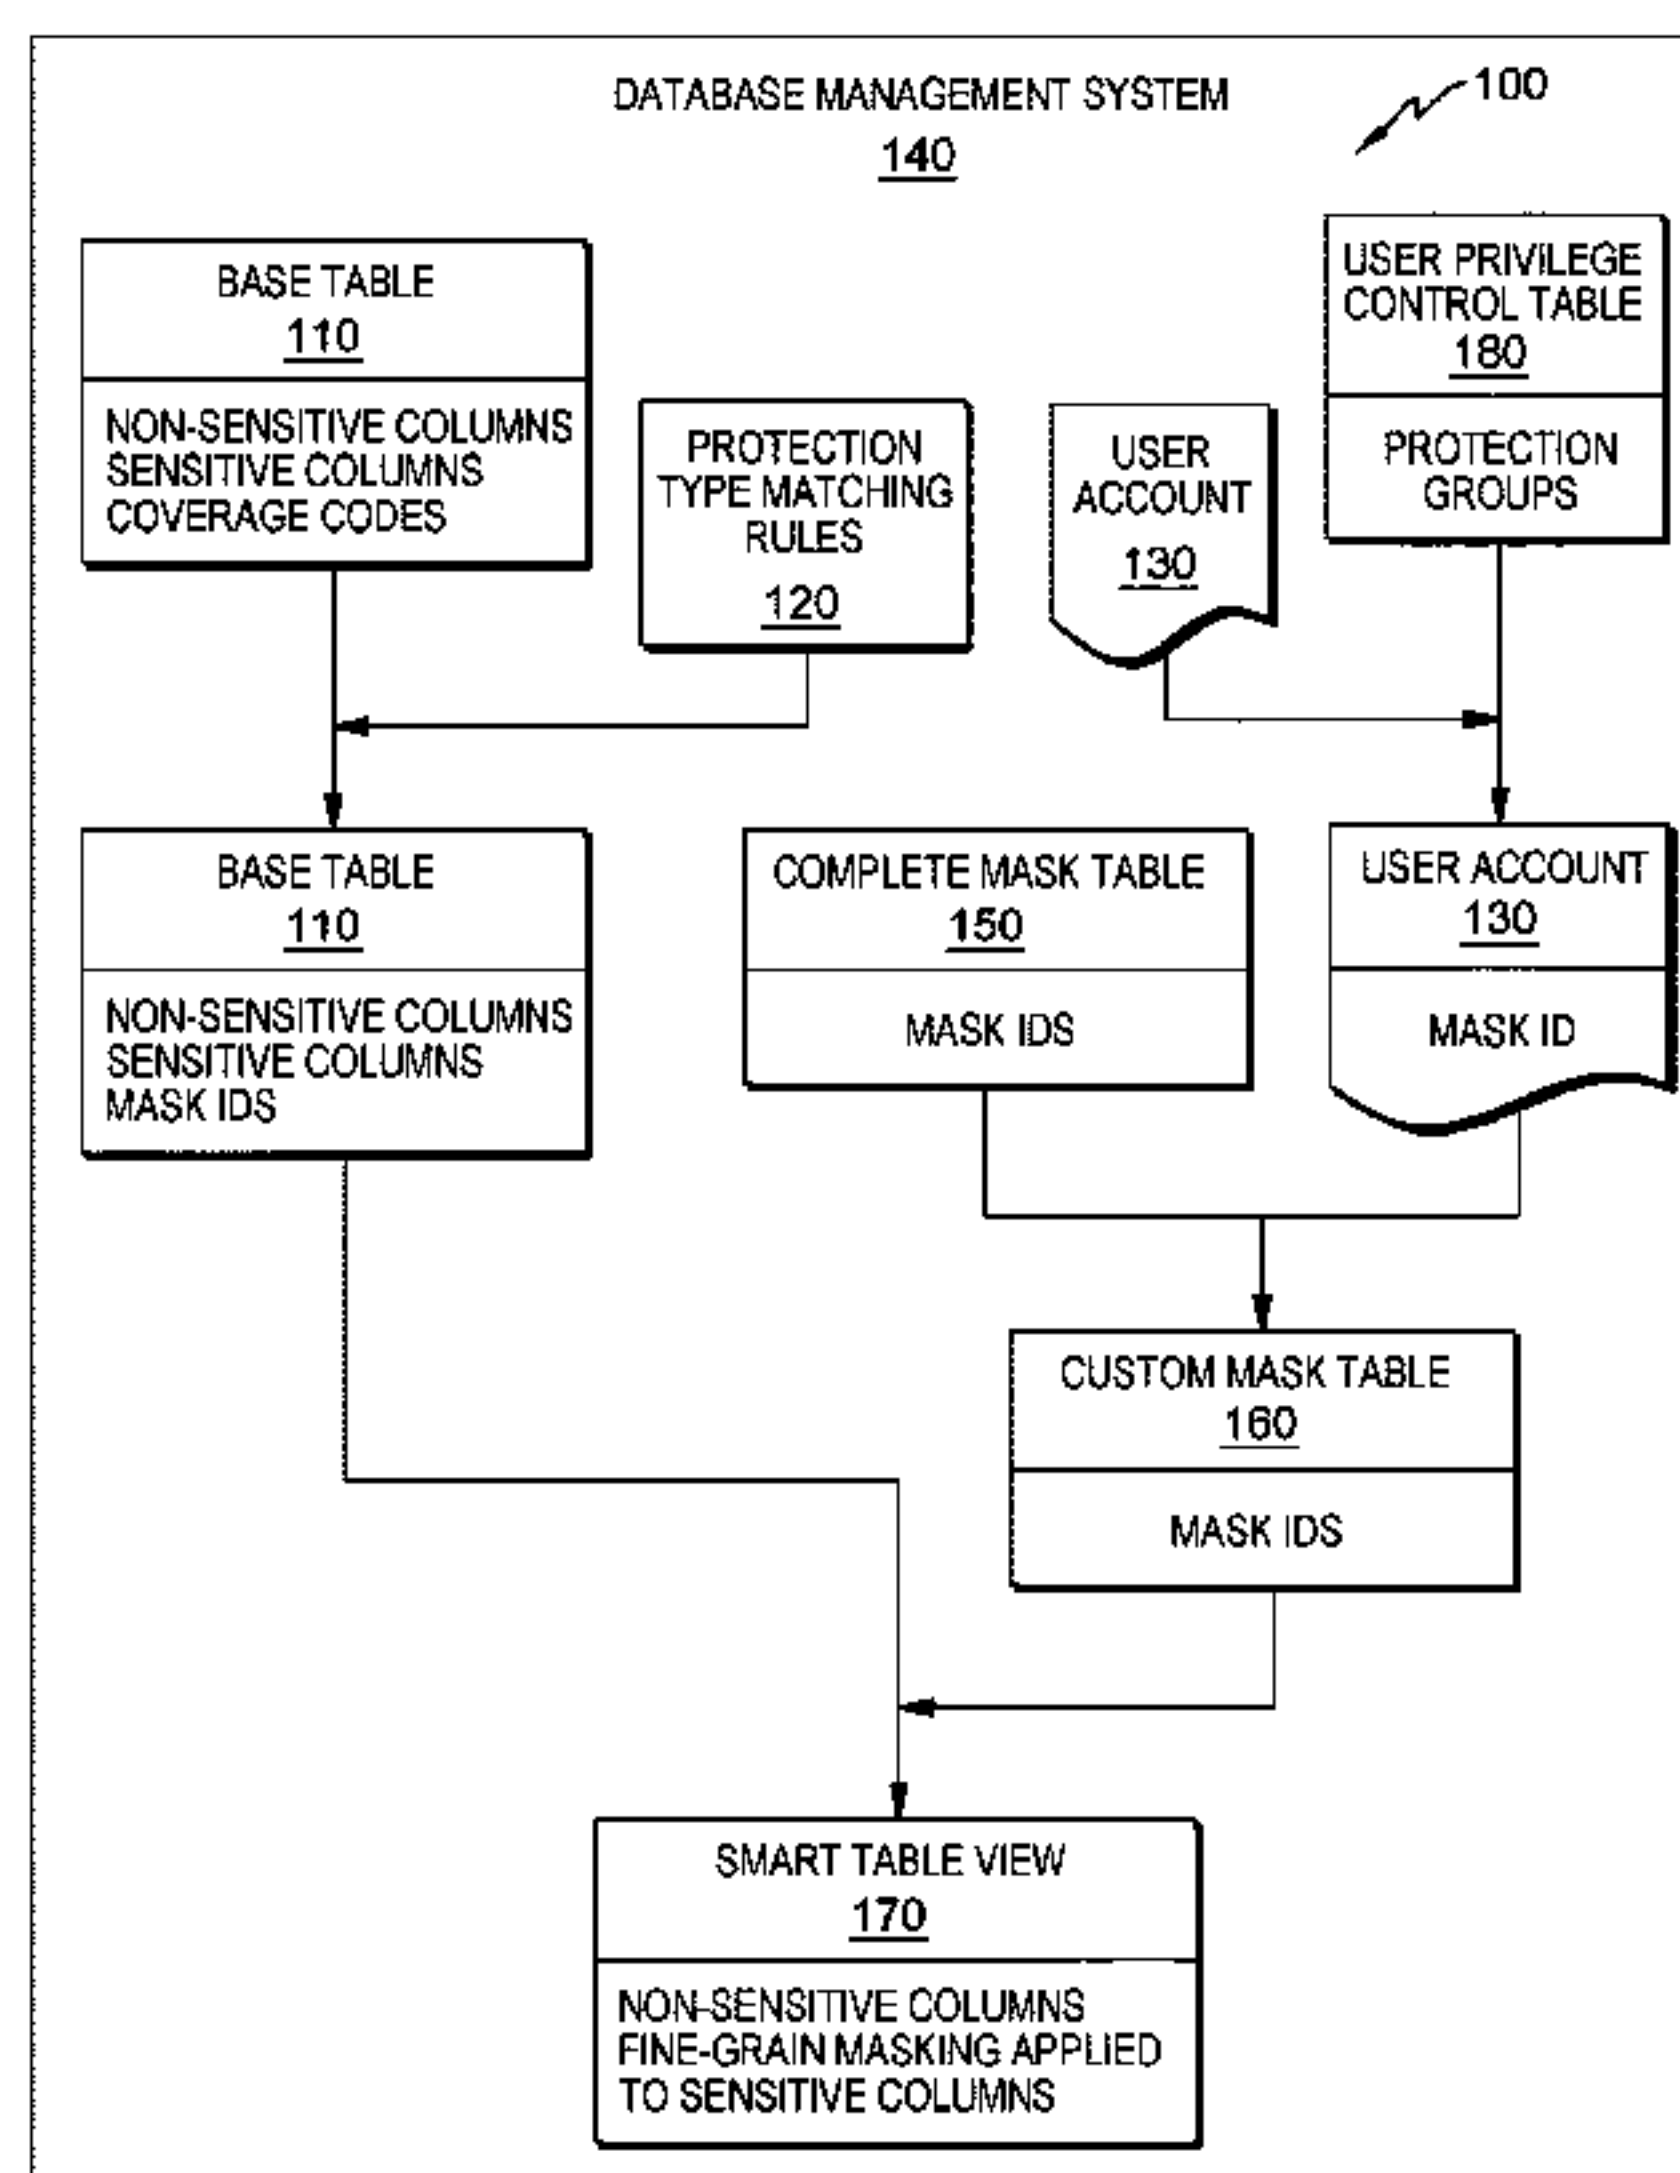 DATABASE MANAGEMENT SYSTEM
140
100
BASE TABLE
110
NON-SENSITIVE COLUMNS
SENSITIVE COLUMNS
COVERAGE CODES
PROTECTION
TYPE MATCHING
RULES
120
USER
ACCOUNT
130
USER PRIVILEGE
CONTROL TABLE
180
PROTECTION
GROUPS
BASE TABLE
110
NON-SENSITIVE COLUMNS
SENSITIVE COLUMNS
MASK IDS
COMPLETE MASK TABLE
150
MASK IDS
USER ACCOUNT
130
MASK ID
CUSTOM MASK TABLE
160
MASK IDS
SMART TABLE VIEW
170
NON-SENSITIVE COLUMNS
FINE-GRAIN MASKING APPLIED
TO SENSITIVE COLUMNS